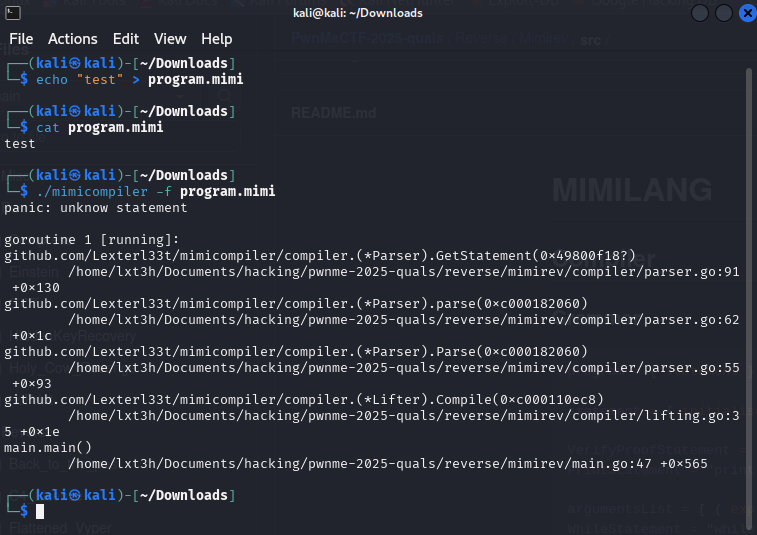 kali@kali: ~/Downloads
File Actions Edit View Help
┌──(kali㉿kali)-[~/Downloads]
└─$ echo "test" > program.mimi
┌──(kali㉿kali)-[~/Downloads]
└─$ cat program.mimi
test
┌──(kali㉿kali)-[~/Downloads]
└─$ ./mimicompiler -f program.mimi
panic: unknow statement
goroutine 1 [running]:
github.com/Lexterl33t/mimicompiler/compiler.(*Parser).GetStatement(0×49800f18?)
/home/lxt3h/Documents/hacking/pwnme-2025-quals/reverse/mimirev/compiler/parser.go:91
+0×130
github.com/Lexterl33t/mimicompiler/compiler.(*Parser).parse(0×c000182060)
/home/lxt3h/Documents/hacking/pwnme-2025-quals/reverse/mimirev/compiler/parser.go:62
+0×1c
github.com/Lexterl33t/mimicompiler/compiler.(*Parser).Parse(0×c000182060)
/home/lxt3h/Documents/hacking/pwnme-2025-quals/reverse/mimirev/compiler/parser.go:55
+0×93
github.com/Lexterl33t/mimicompiler/compiler.(*Lifter).Compile(0×c000110ec8)
/home/lxt3h/Documents/hacking/pwnme-2025-quals/reverse/mimirev/compiler/lifting.go:3
5 +0×1e
main.main()
/home/lxt3h/Documents/hacking/pwnme-2025-quals/reverse/mimirev/main.go:47 +0×565
┌──(kali㉿kali)-[~/Downloads]
└─$
src
README.md
MIMILANG
Flattened_Vyper